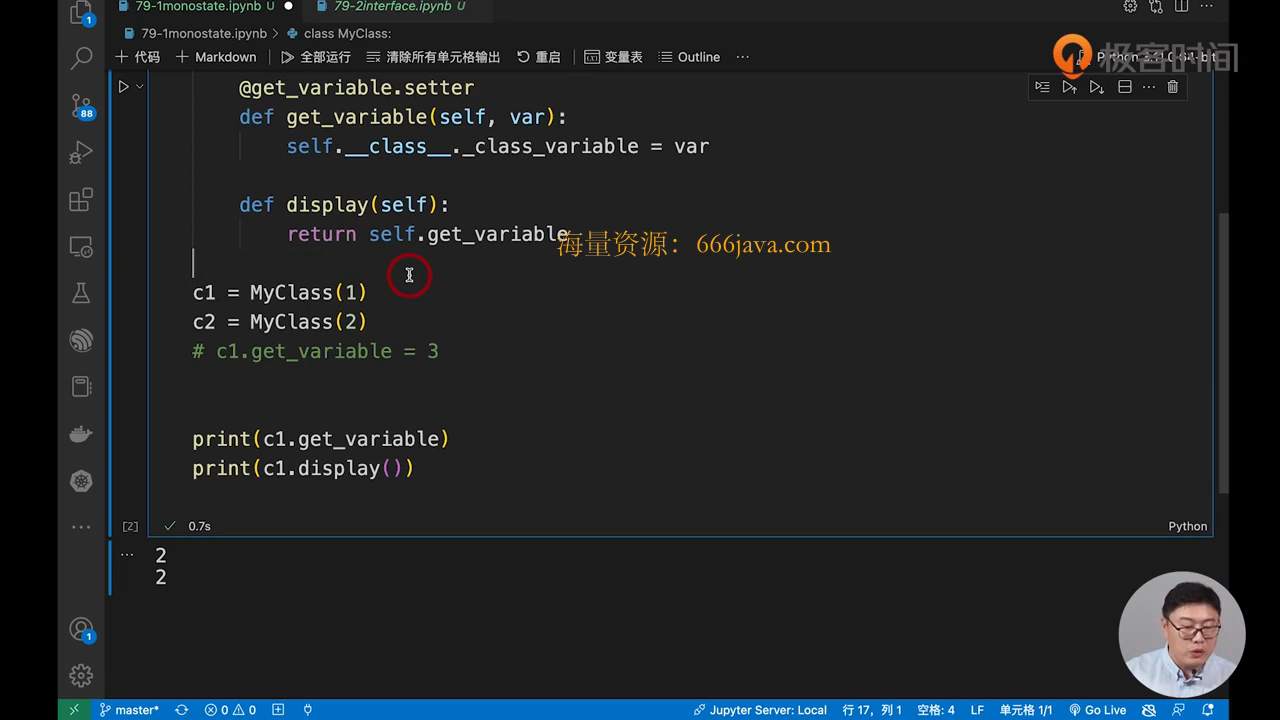 79-1monostate.ipynb U
79-2interface.ipynb U
79-1monostate.ipynb > class MyClass:
代码 Markdown 全部运行 清除所有单元格输出 重启 变量表 Outline ···
极客时间
@get_variable.setter
def get_variable(self, var):
self.__class__._class_variable = var
def display(self):
return self.get_variable
海量资源：666java.com
c1 = MyClass(1)
c2 = MyClass(2)
# c1.get_variable = 3
print(c1.get_variable)
print(c1.display())
[2] 0.7s Python
2
2
1
88
1
master* 0 0 Jupyter Server: Local 行 17，列 1 空格: 4 LF 单元格 1/1 Go Live